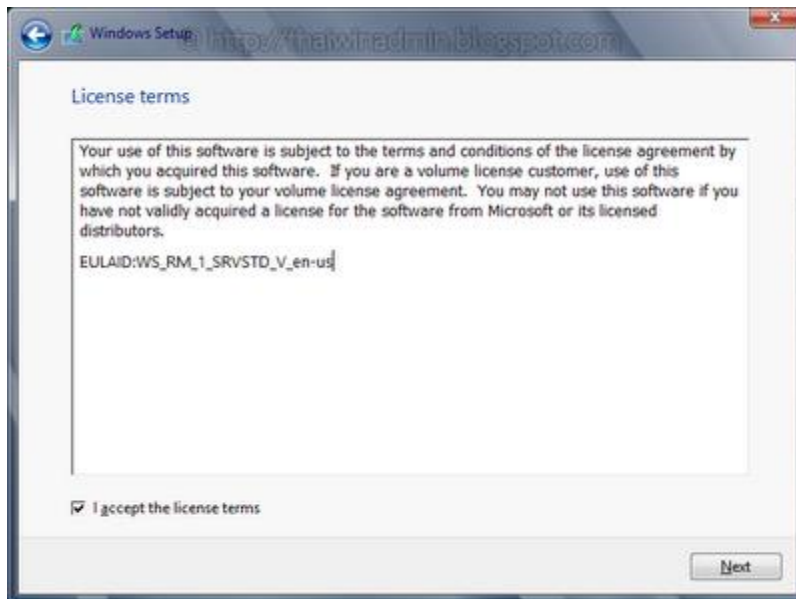 Windows Setup
© http://thaiwinadmin.blogspot.com
License terms
Your use of this software is subject to the terms and conditions of the license agreement by
which you acquired this software.  If you are a volume license customer, use of this
software is subject to your volume license agreement.  You may not use this software if you
have not validly acquired a license for the software from Microsoft or its licensed
distributors.
EULAID:WS_RM_1_SRVSTD_V_en-us
I accept the license terms
Next